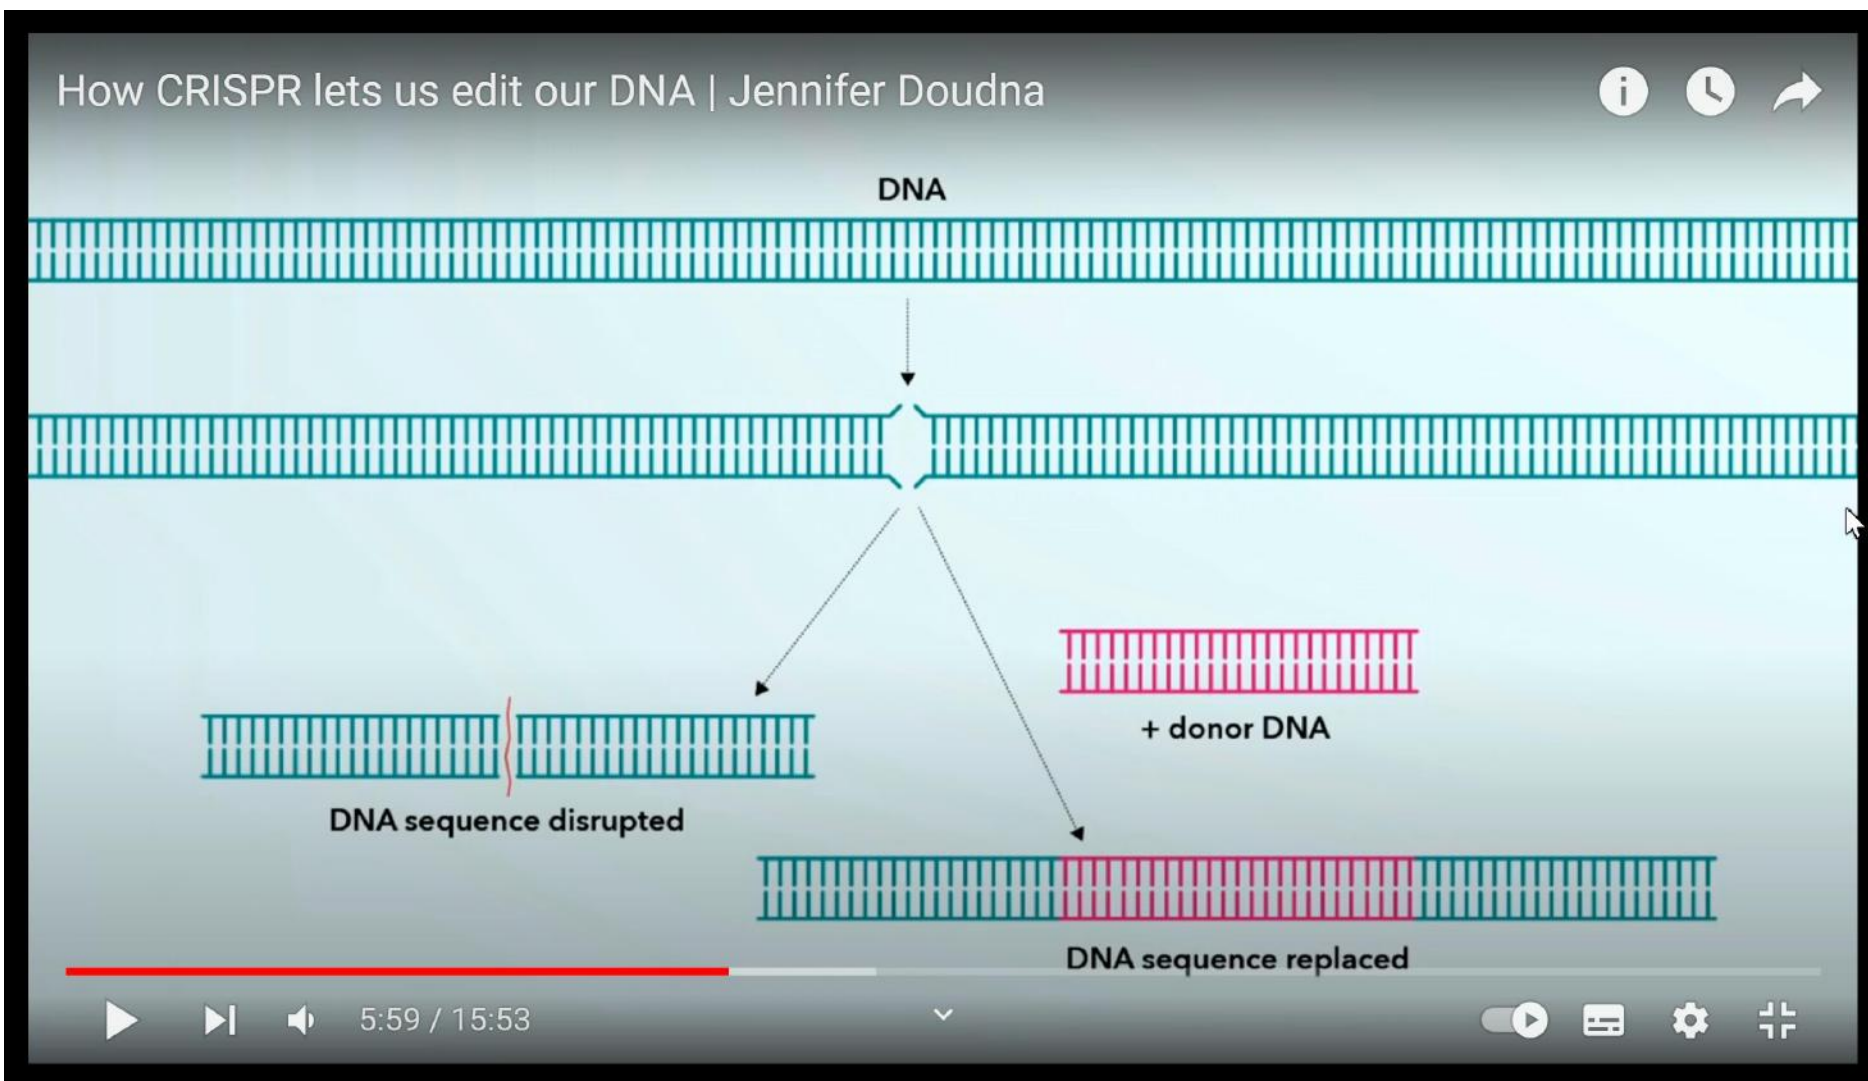 How CRISPR lets us edit our DNA | Jennifer Doudna
DNA
+ donor DNA
DNA sequence disrupted
DNA sequence replaced
5:59 / 15:53